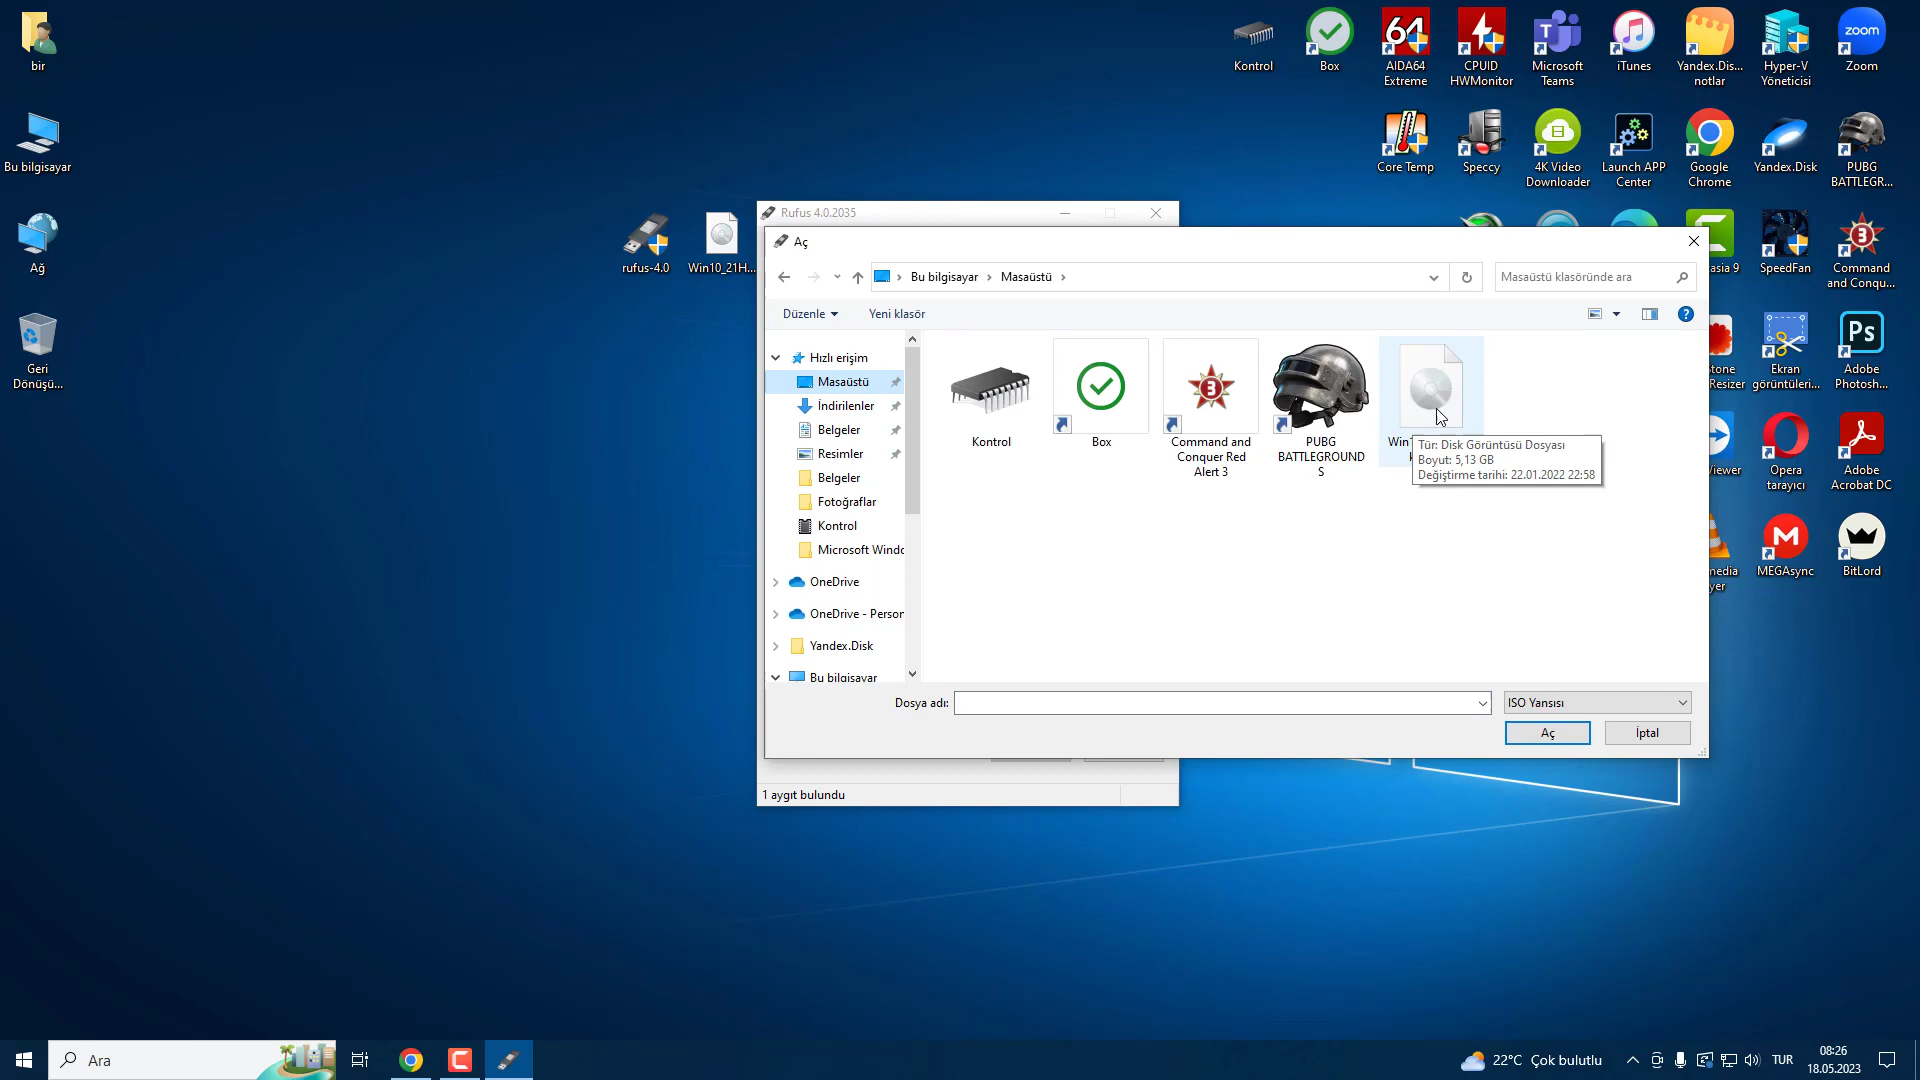 bir
Bu bilgisayar
Ağ
Geri
Dönüşü...
rufus-4.0
Win10_21H...
Kontrol
Box
AIDA64
Extreme
CPUID
HWMonitor
Microsoft
Teams
iTunes
Yandex.Dis...
notlar
Hyper-V
Yöneticisi
zoom
Zoom
Core Temp
Speccy
4K Video
Downloader
Launch APP
Center
Google
Chrome
Yandex.Disk
PUBG
BATTLEGR...
asia 9
SpeedFan
Command
and Conqu...
Stone
Resizer
Ekran
görüntüleri...
Ps
Adobe
Photosh...
Viewer
Opera
tarayıcı
Adobe
Acrobat DC
media
yer
MEGAsync
BitLord
Rufus 4.0.2035
Aç
Bu bilgisayar
Masaüstü
Masaüstü klasöründe ara
Düzenle
Yeni klasör
Hızlı erişim
Masaüstü
İndirilenler
Belgeler
Resimler
Belgeler
Fotoğraflar
Kontrol
Microsoft Windo
OneDrive
OneDrive - Person
Yandex.Disk
Bu bilgisayar
Kontrol
Box
Command and
Conquer Red
Alert 3
PUBG
BATTLEGROUND
S
Tür: Disk Görüntüsü Dosyası
Boyut: 5,13 GB
Değiştirme tarihi: 22.01.2022 22:58
Dosya adı:
ISO Yansısı
Aç
İptal
1 aygıt bulundu
Ara
22°C Çok bulutlu
TUR
08:26
18.05.2023